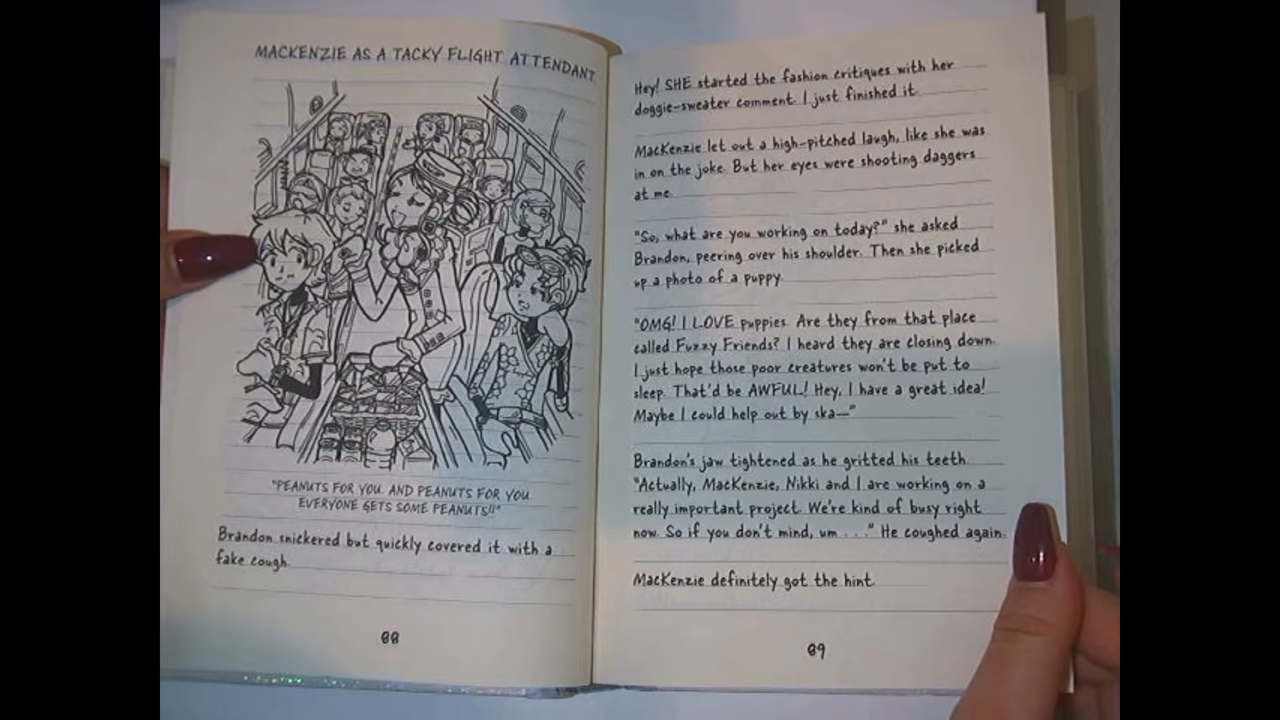 MACKENZIE AS A TACKY FLIGHT ATTENDANT
"PEANUTS FOR YOU. AND PEANUTS FOR YOU.
EVERYONE GETS SOME PEANUTS!!"
Brandon snickered but quickly covered it with a
fake cough.
88
Hey! SHE started the fashion critiques with her
doggie-sweater comment. I just finished it.
MacKenzie let out a high-pitched laugh, like she was
in on the joke. But her eyes were shooting daggers
at me.
"So, what are you working on today?" she asked
Brandon, peering over his shoulder. Then she picked
up a photo of a puppy.
"OMG! I LOVE puppies. Are they from that place
called Fuzzy Friends? I heard they are closing down.
I just hope those poor creatures won't be put to
sleep. That'd be AWFUL! Hey, I have a great idea!
Maybe I could help out by ska—"
Brandon's jaw tightened as he gritted his teeth.
"Actually, MacKenzie, Nikki and I are working on a
really important project. We're kind of busy right
now. So if you don't mind, um . . ." He coughed again.
MacKenzie definitely got the hint.
89